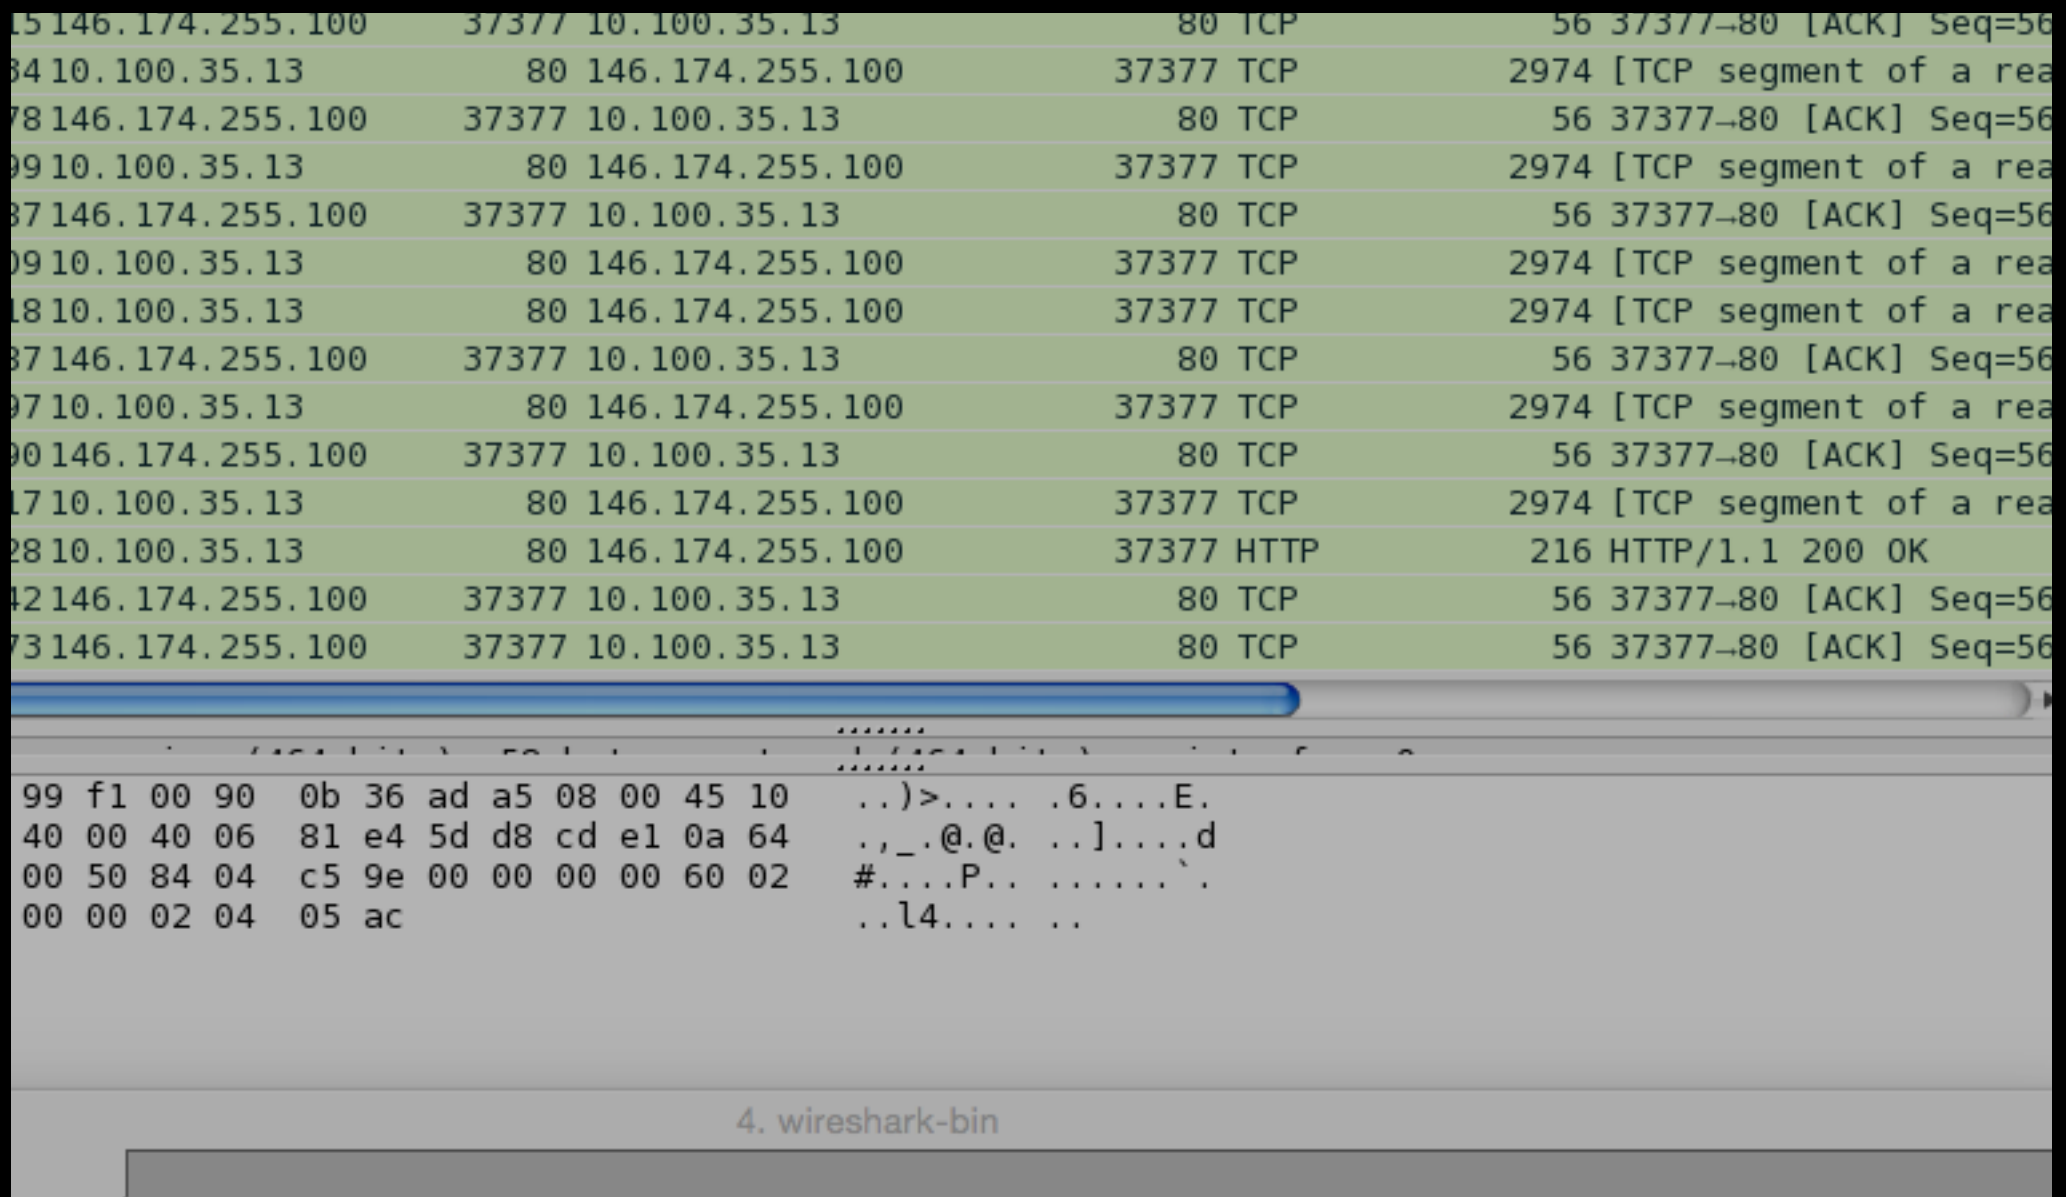 15 146.174.255.100 37377 10.100.35.13 80 TCP 56 37377→80 [ACK] Seq=56
34 10.100.35.13 80 146.174.255.100 37377 TCP 2974 [TCP segment of a rea
78 146.174.255.100 37377 10.100.35.13 80 TCP 56 37377→80 [ACK] Seq=56
99 10.100.35.13 80 146.174.255.100 37377 TCP 2974 [TCP segment of a rea
37 146.174.255.100 37377 10.100.35.13 80 TCP 56 37377→80 [ACK] Seq=56
09 10.100.35.13 80 146.174.255.100 37377 TCP 2974 [TCP segment of a rea
18 10.100.35.13 80 146.174.255.100 37377 TCP 2974 [TCP segment of a rea
37 146.174.255.100 37377 10.100.35.13 80 TCP 56 37377→80 [ACK] Seq=56
97 10.100.35.13 80 146.174.255.100 37377 TCP 2974 [TCP segment of a rea
90 146.174.255.100 37377 10.100.35.13 80 TCP 56 37377→80 [ACK] Seq=56
17 10.100.35.13 80 146.174.255.100 37377 TCP 2974 [TCP segment of a rea
28 10.100.35.13 80 146.174.255.100 37377 HTTP 216 HTTP/1.1 200 OK
42 146.174.255.100 37377 10.100.35.13 80 TCP 56 37377→80 [ACK] Seq=56
73 146.174.255.100 37377 10.100.35.13 80 TCP 56 37377→80 [ACK] Seq=56
99 f1 00 90 0b 36 ad a5 08 00 45 10 ..)>.... .6....E.
40 00 40 06 81 e4 5d d8 cd e1 0a 64 .,_.@.@. ..]....d
00 50 84 04 c5 9e 00 00 00 00 60 02 #....P.. ......`.
00 00 02 04 05 ac ..l4.... ..
4. wireshark-bin